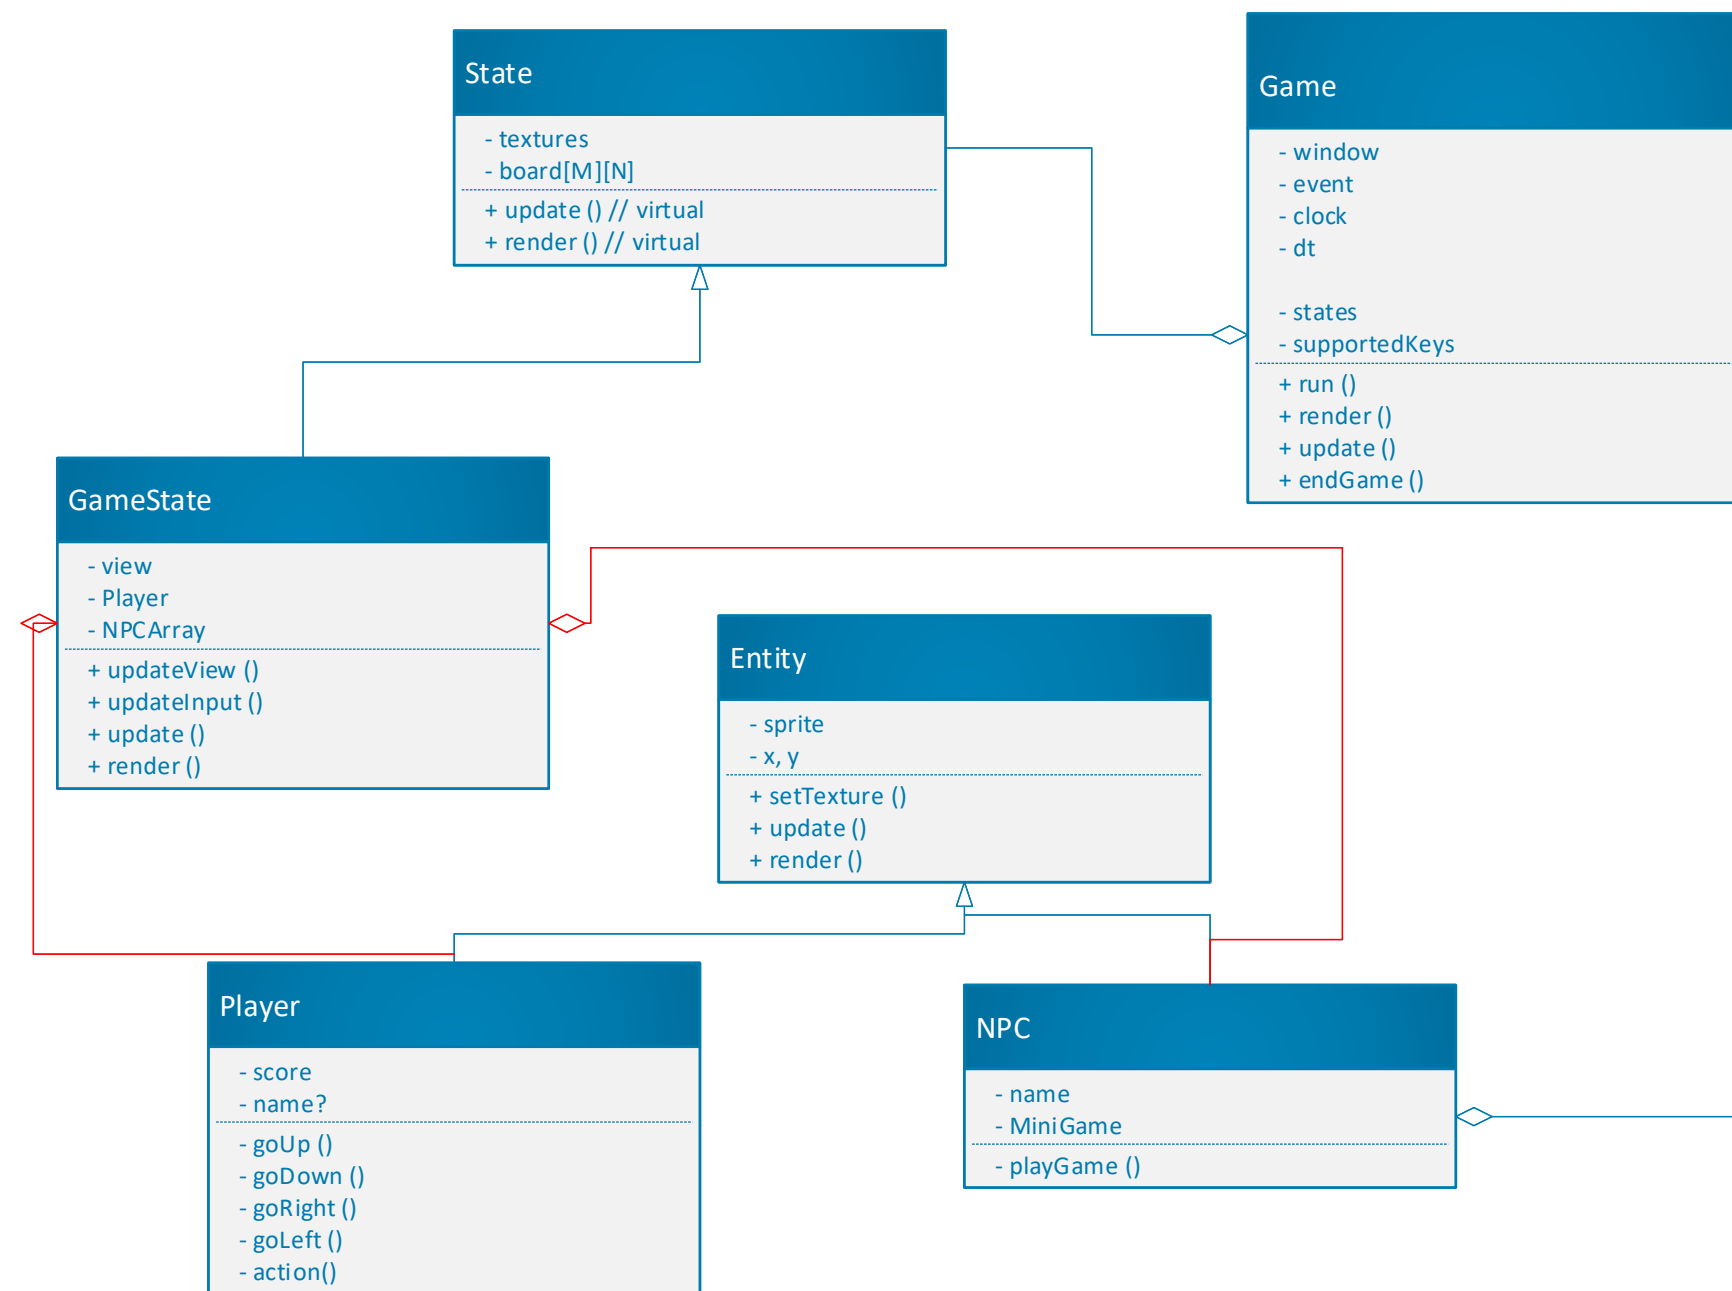 State
- textures
- board[M][N]
+ update () // virtual
+ render () // virtual
Game
- window
- event
- clock
- dt
- states
- supportedKeys
+ run ()
+ render ()
+ update ()
+ endGame ()
GameState
- view
- Player
- NPCArray
+ updateView ()
+ updateInput ()
+ update ()
+ render ()
Entity
- sprite
- x, y
+ setTexture ()
+ update ()
+ render ()
Player
- score
- name?
- goUp ()
- goDown ()
- goRight ()
- goLeft ()
- action()
NPC
- name
- MiniGame
- playGame ()